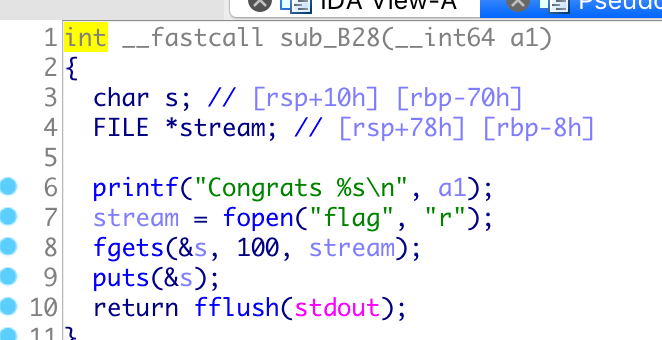 IDA View-A
Pseudoc
1 int __fastcall sub_B28(__int64 a1)
2 {
3 char s; // [rsp+10h] [rbp-70h]
4 FILE *stream; // [rsp+78h] [rbp-8h]
5
6 printf("Congrats %s\n", a1);
7 stream = fopen("flag", "r");
8 fgets(&s, 100, stream);
9 puts(&s);
10 return fflush(stdout);
11 }